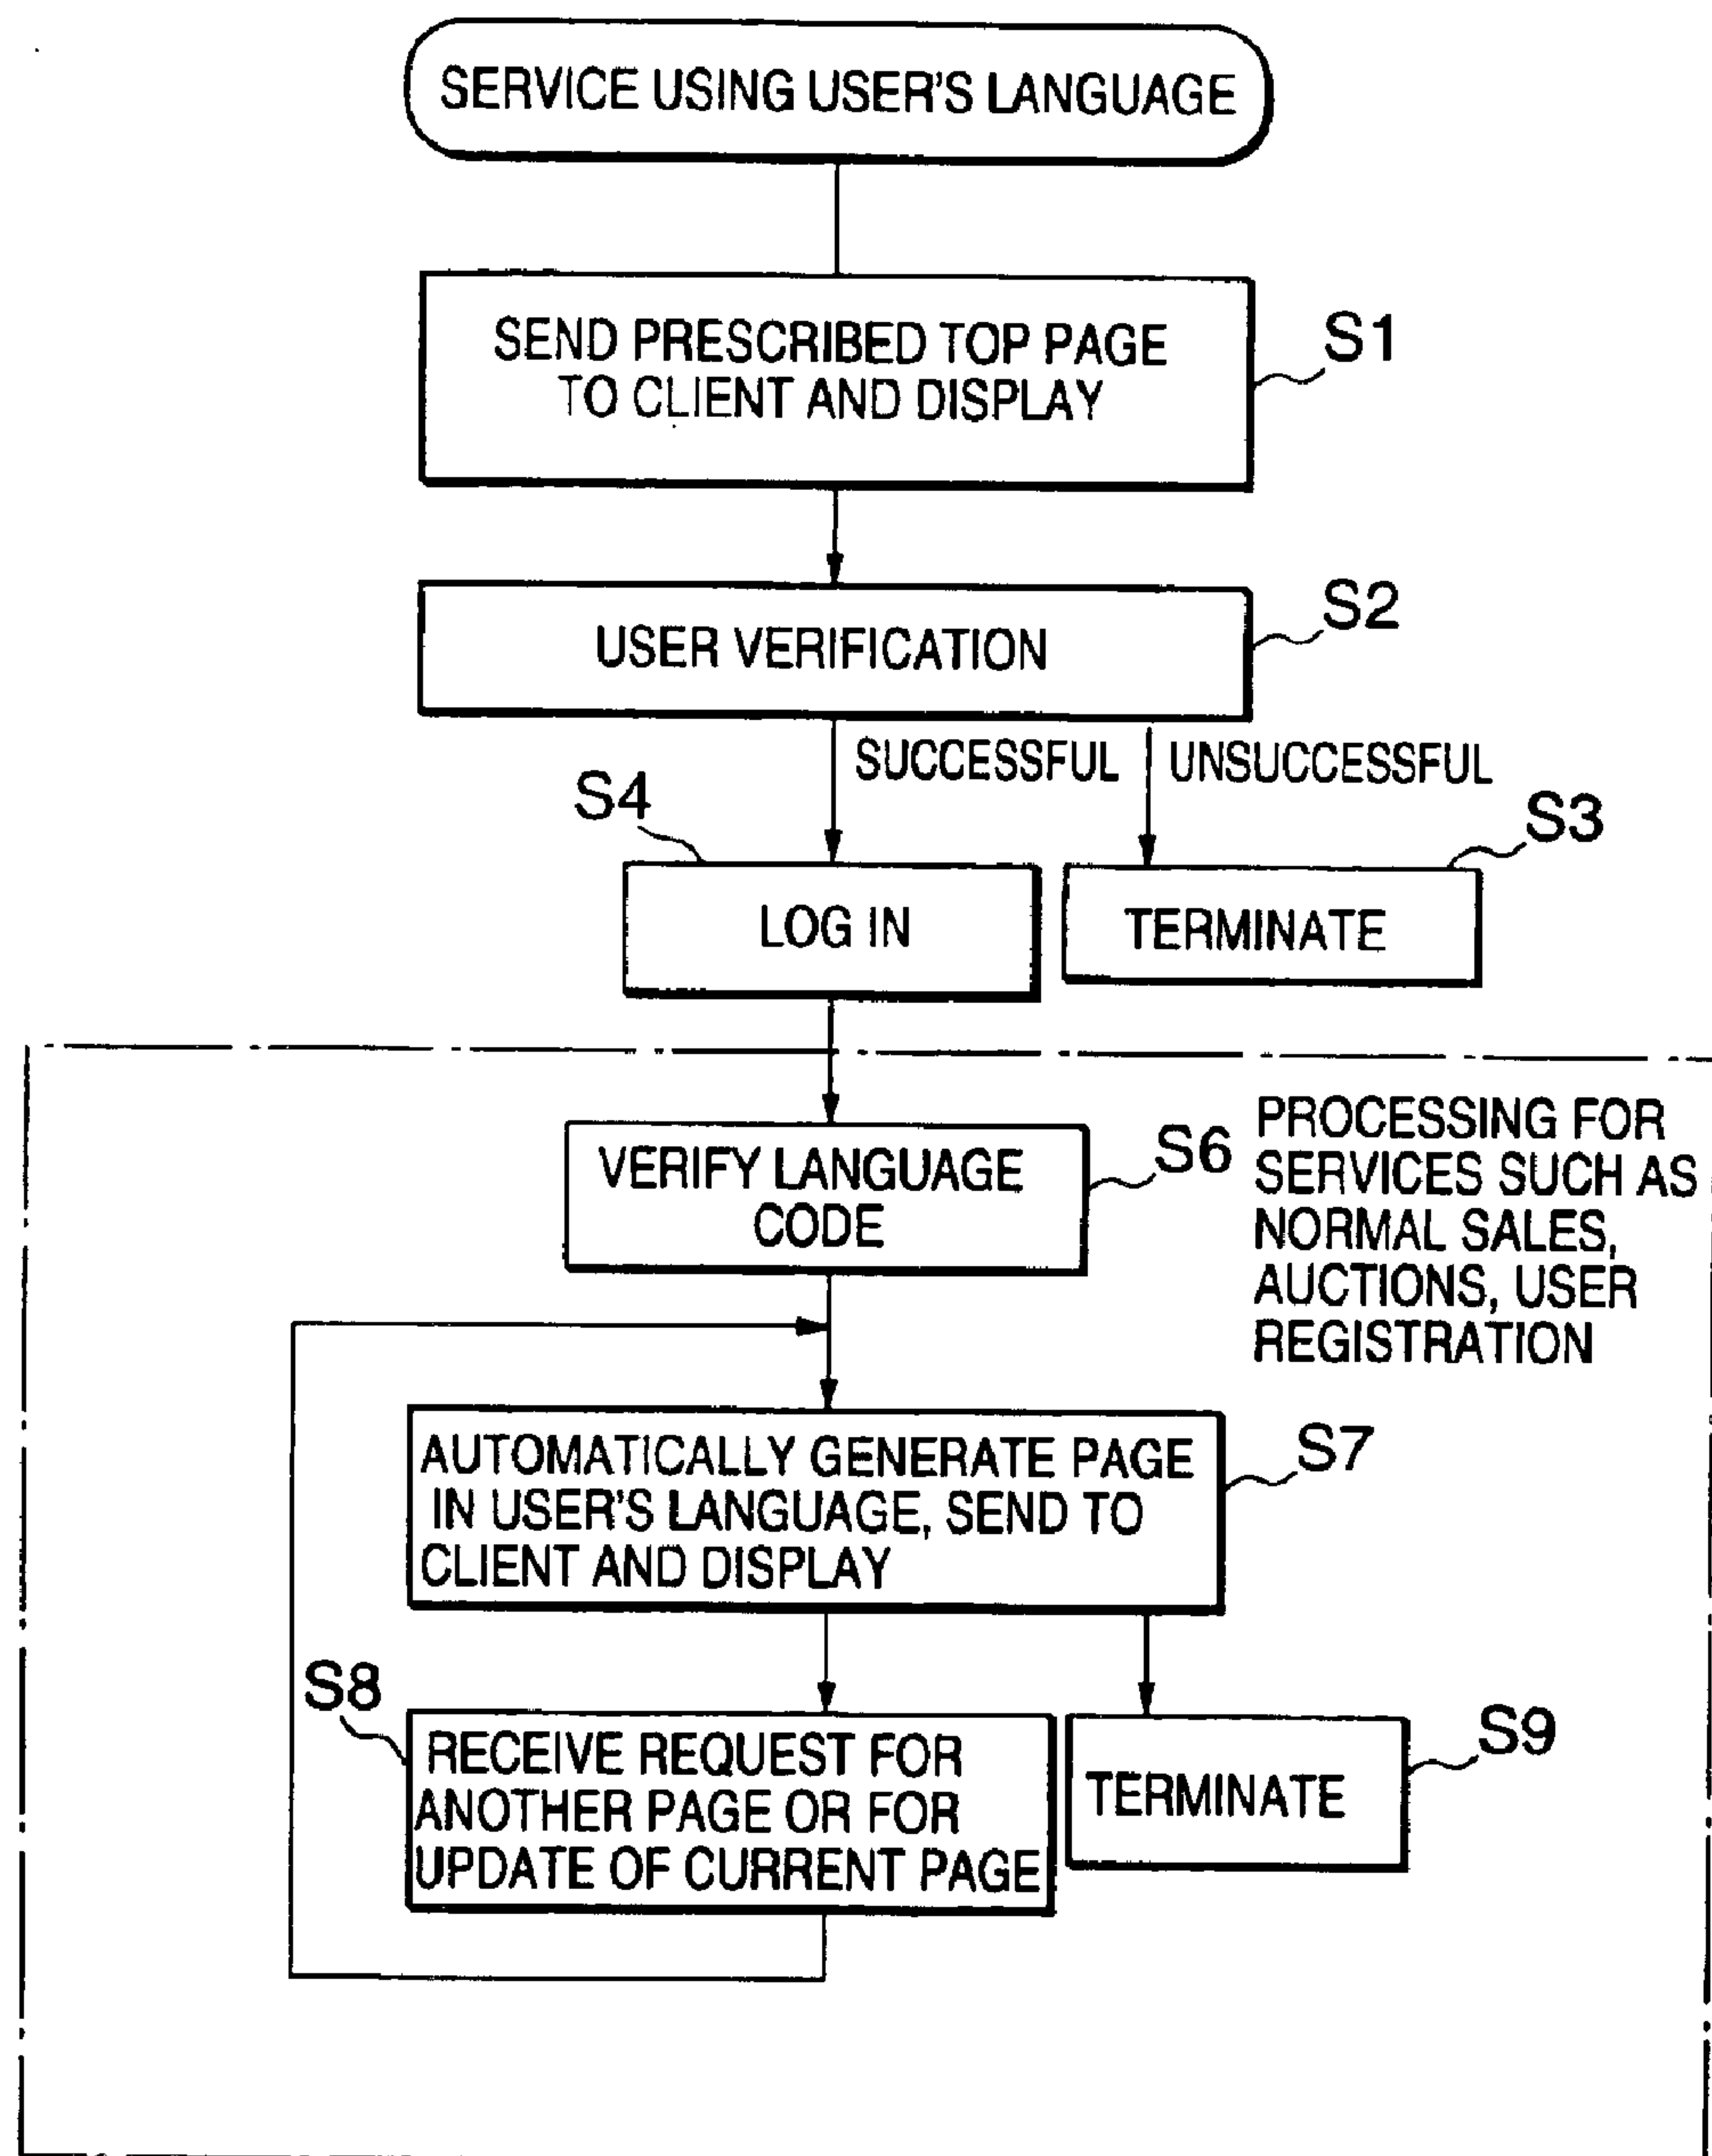 SERVICE USING USER'S LANGUAGE
SEND PRESCRIBED TOP PAGE
TO CLIENT AND DISPLAY
S1
USER VERIFICATION
S2
SUCCESSFUL
UNSUCCESSFUL
S4
S3
LOG IN
TERMINATE
VERIFY LANGUAGE
CODE
S6
PROCESSING FOR
SERVICES SUCH AS
NORMAL SALES,
AUCTIONS, USER
REGISTRATION
AUTOMATICALLY GENERATE PAGE
IN USER'S LANGUAGE, SEND TO
CLIENT AND DISPLAY
S7
S8
RECEIVE REQUEST FOR
ANOTHER PAGE OR FOR
UPDATE OF CURRENT PAGE
TERMINATE
S9